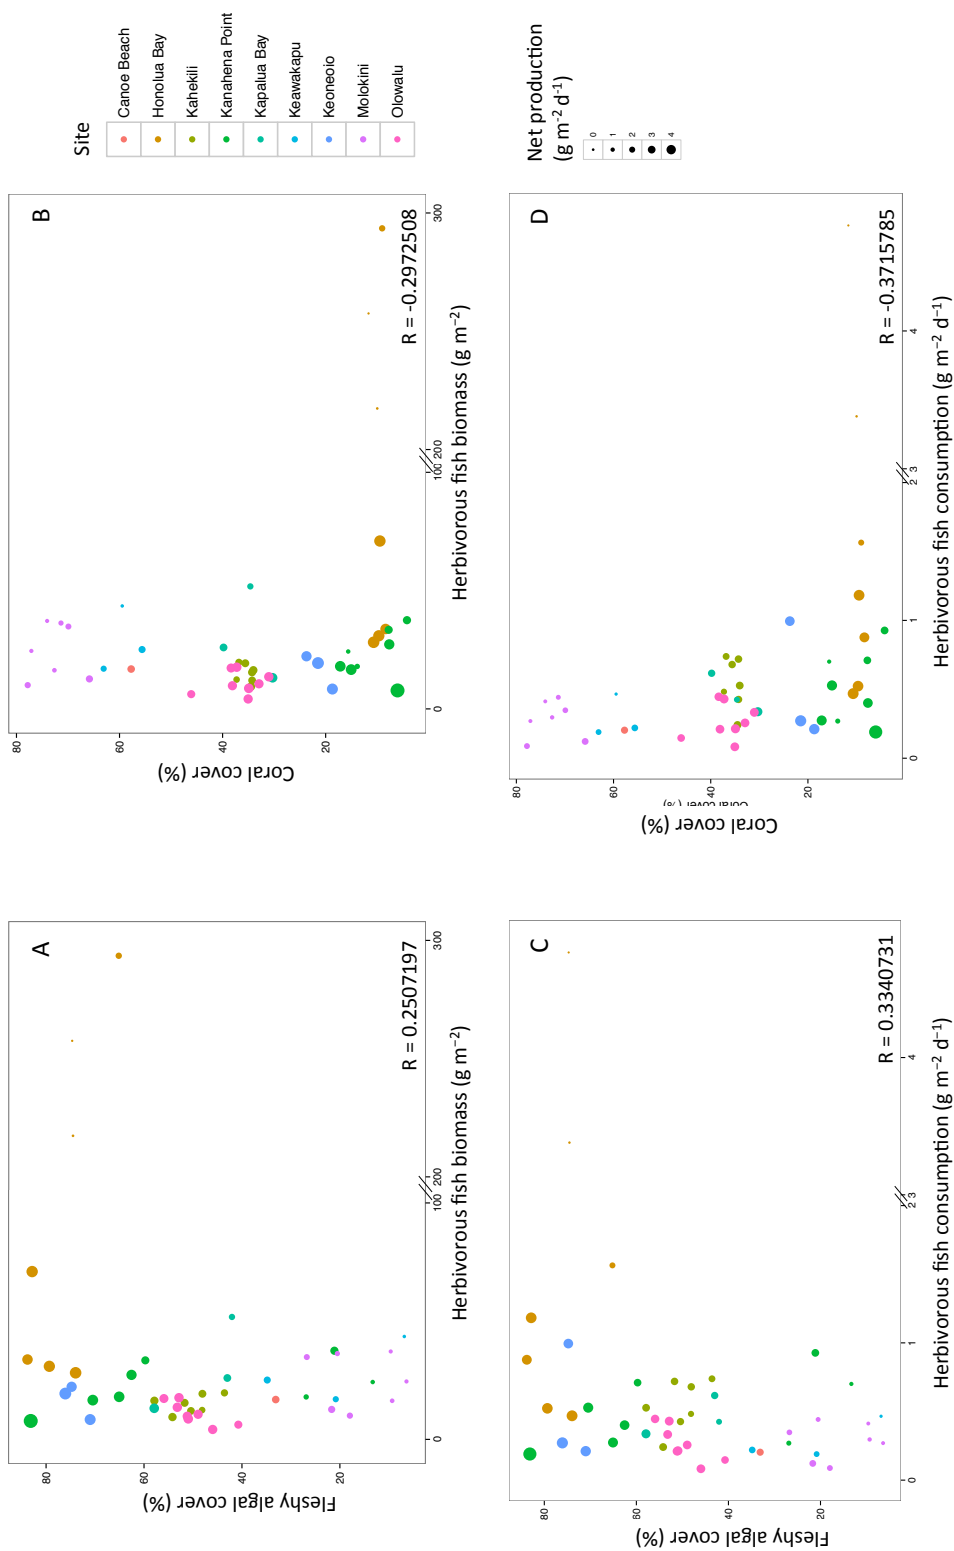 A
80
60
40
20
Fleshy algal cover (%)
0
100
200
300
Herbivorous fish biomass (g m−2)
R = 0.2507197
B
80
60
40
20
Coral cover (%)
0
100
200
300
Herbivorous fish biomass (g m−2)
R = -0.2972508
Site
Canoe Beach
Honolua Bay
Kahekili
Kanahena Point
Kapalua Bay
Keawakapu
Keoneoio
Molokini
Olowalu
C
80
60
40
20
Fleshy algal cover (%)
0
1
2
3
4
Herbivorous fish consumption (g m−2 d−1)
R = 0.3340731
D
80
60
40
20
Coral cover (%)
Coral cover (%)
0
1
2
3
4
Herbivorous fish consumption (g m−2 d−1)
R = -0.3715785
Net production
(g m-2 d-1)
0
1
2
3
4